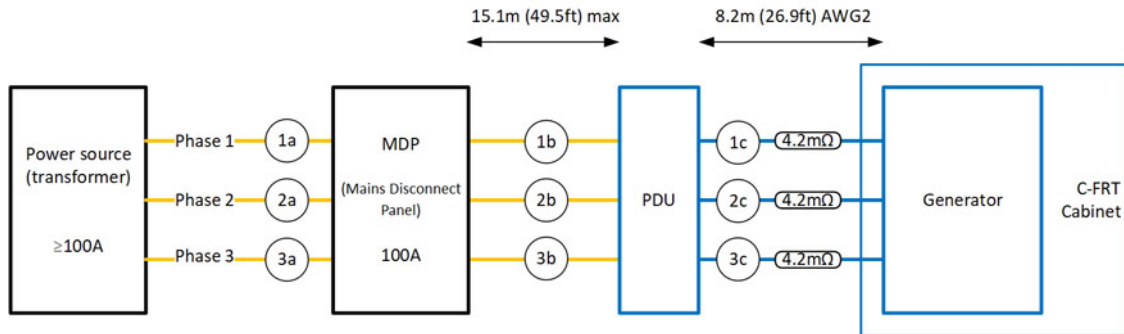 15.1m (49.5ft) max
8.2m (26.9ft) AWG2
Power source
(transformer)
≥100A
Phase 1
Phase 2
Phase 3
1a
2a
3a
MDP
(Mains Disconnect
Panel)
100A
1b
2b
3b
PDU
1c
2c
3c
4.2mΩ
4.2mΩ
4.2mΩ
Generator
C-FRT
Cabinet